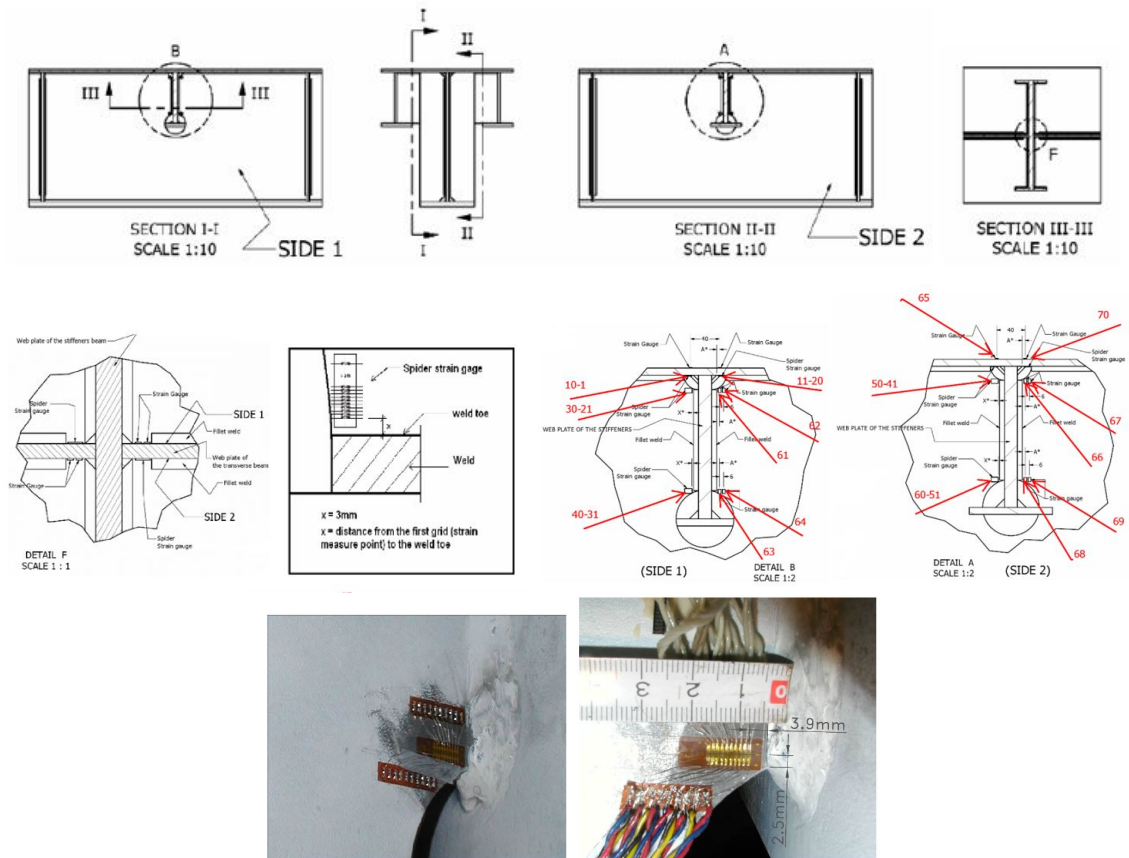 I
I
II
II
B
III
III
SECTION I-I
SCALE 1:10
SIDE 1
A
SECTION II-II
SCALE 1:10
SIDE 2
F
SECTION III-III
SCALE 1:10
Web plate of the stiffeners beam
Spider
Strain gauge
Strain gauge
SIDE 1
Fillet weld
Web plate of
the transverse beam
Strain Gauge
Fillet weld
SIDE 2
Spider
Strain gauge
DETAIL F
SCALE 1 : 1
Spider strain gage
x
weld toe
Weld
x = 3mm
x = distance from the first grid (strain
measure point) to the weld toe
40
A*
Strain Gauge
Strain Gauge
Spider
Strain gauge
10-1
11-20
30-21
Spider
Strain gauge
Strain gauge
6
X*
A*
62
WEB PLATE OF THE STIFFENERS
Fillet weld
Fillet weld
61
Spider
Strain gauge
X*
A*
6
40-31
Strain gauge
64
63
(SIDE 1)
DETAIL B
SCALE 1:2
65
70
40
A*
Strain Gauge
Strain Gauge
Spider
Strain gauge
50-41
Spider
Strain gauge
Strain gauge
6
X*
A*
67
WEB PLATE OF THE STIFFENERS
Fillet weld
Fillet weld
66
Spider
Strain gauge
X*
A*
6
60-51
Strain gauge
69
68
DETAIL A
SCALE 1:2
(SIDE 2)
3 2 1 0
3.9mm
2.5mm